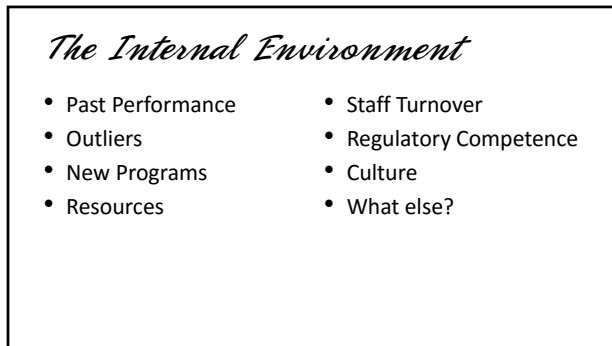 The Internal Environment
• Past Performance
• Outliers
• New Programs
• Resources
• Staff Turnover
• Regulatory Competence
• Culture
• What else?